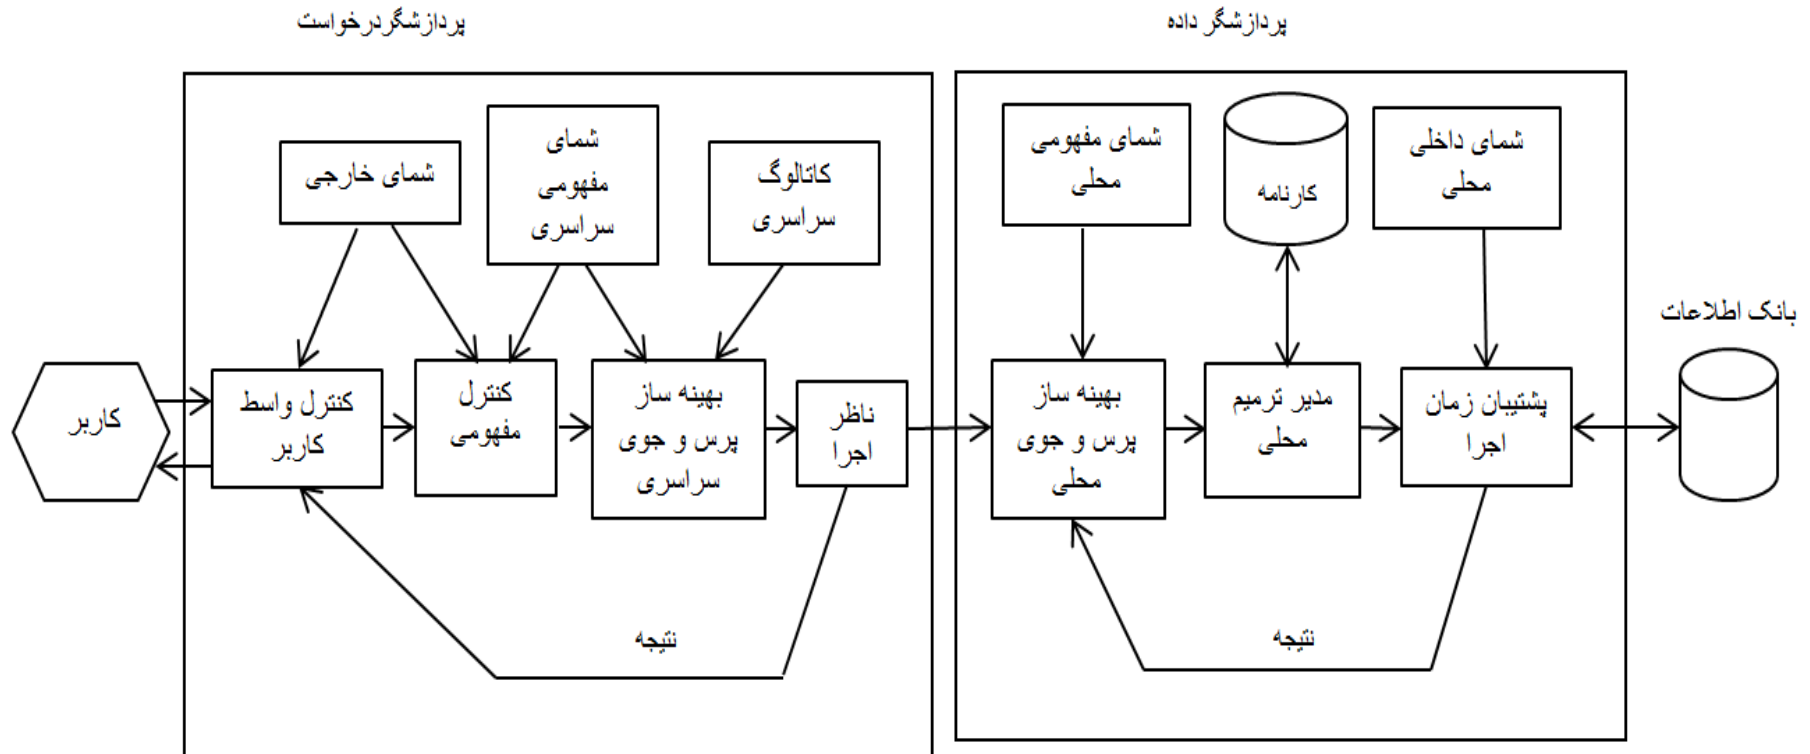 پردازشگردرخواست
پردازشگر داده
شمای خارجی
شمای
مفهومی
سراسری
کاتالوگ
سراسری
شمای مفهومی
محلی
کارنامه
شمای داخلی
محلی
بانک اطلاعات
کاربر
کنترل واسط
کاربر
کنترل
مفهومی
بهینه ساز
پرس و جوی
سراسری
ناظر
اجرا
بهینه ساز
پرس و جوی
محلی
مدیر ترمیم
محلی
پشتیبان زمان
اجرا
نتیجه
نتیجه